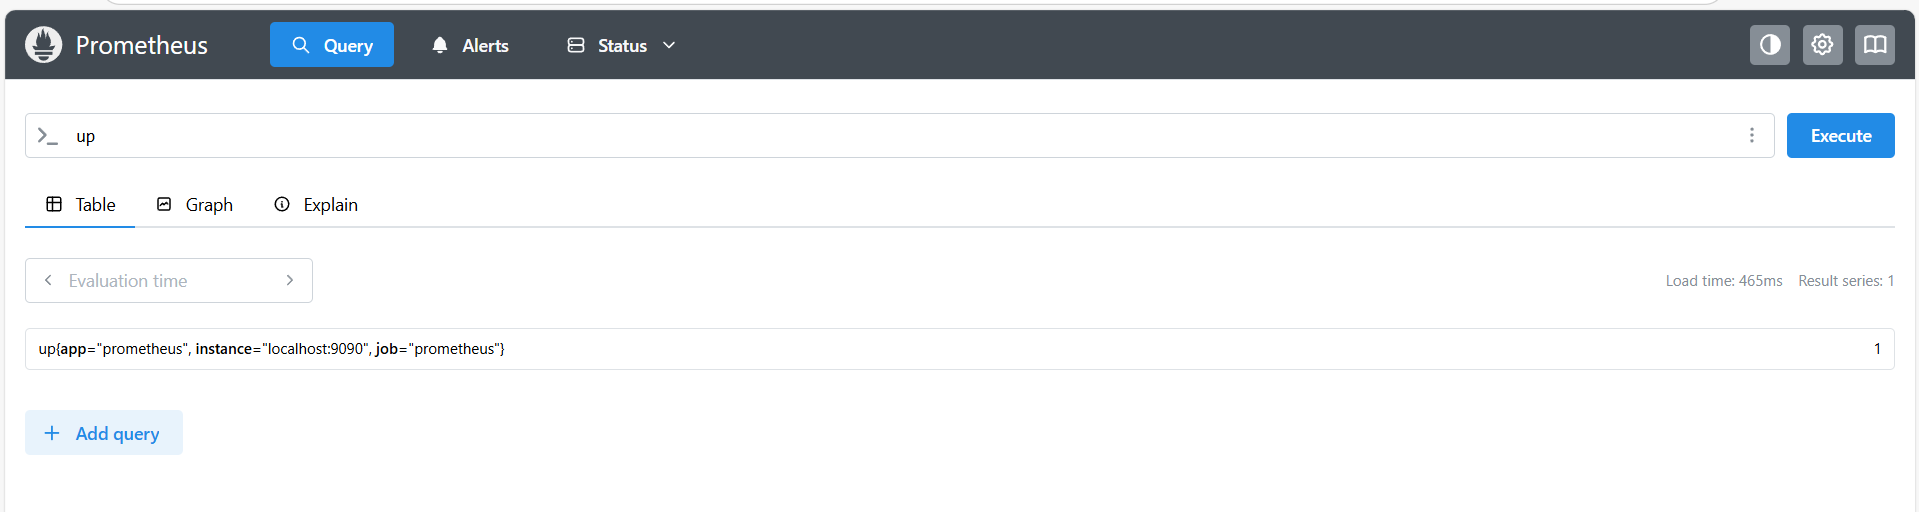 Prometheus Query Alerts Status
up Execute
Table Graph Explain
Evaluation time Load time: 465ms Result series: 1
up{app="prometheus", instance="localhost:9090", job="prometheus"} 1
Add query